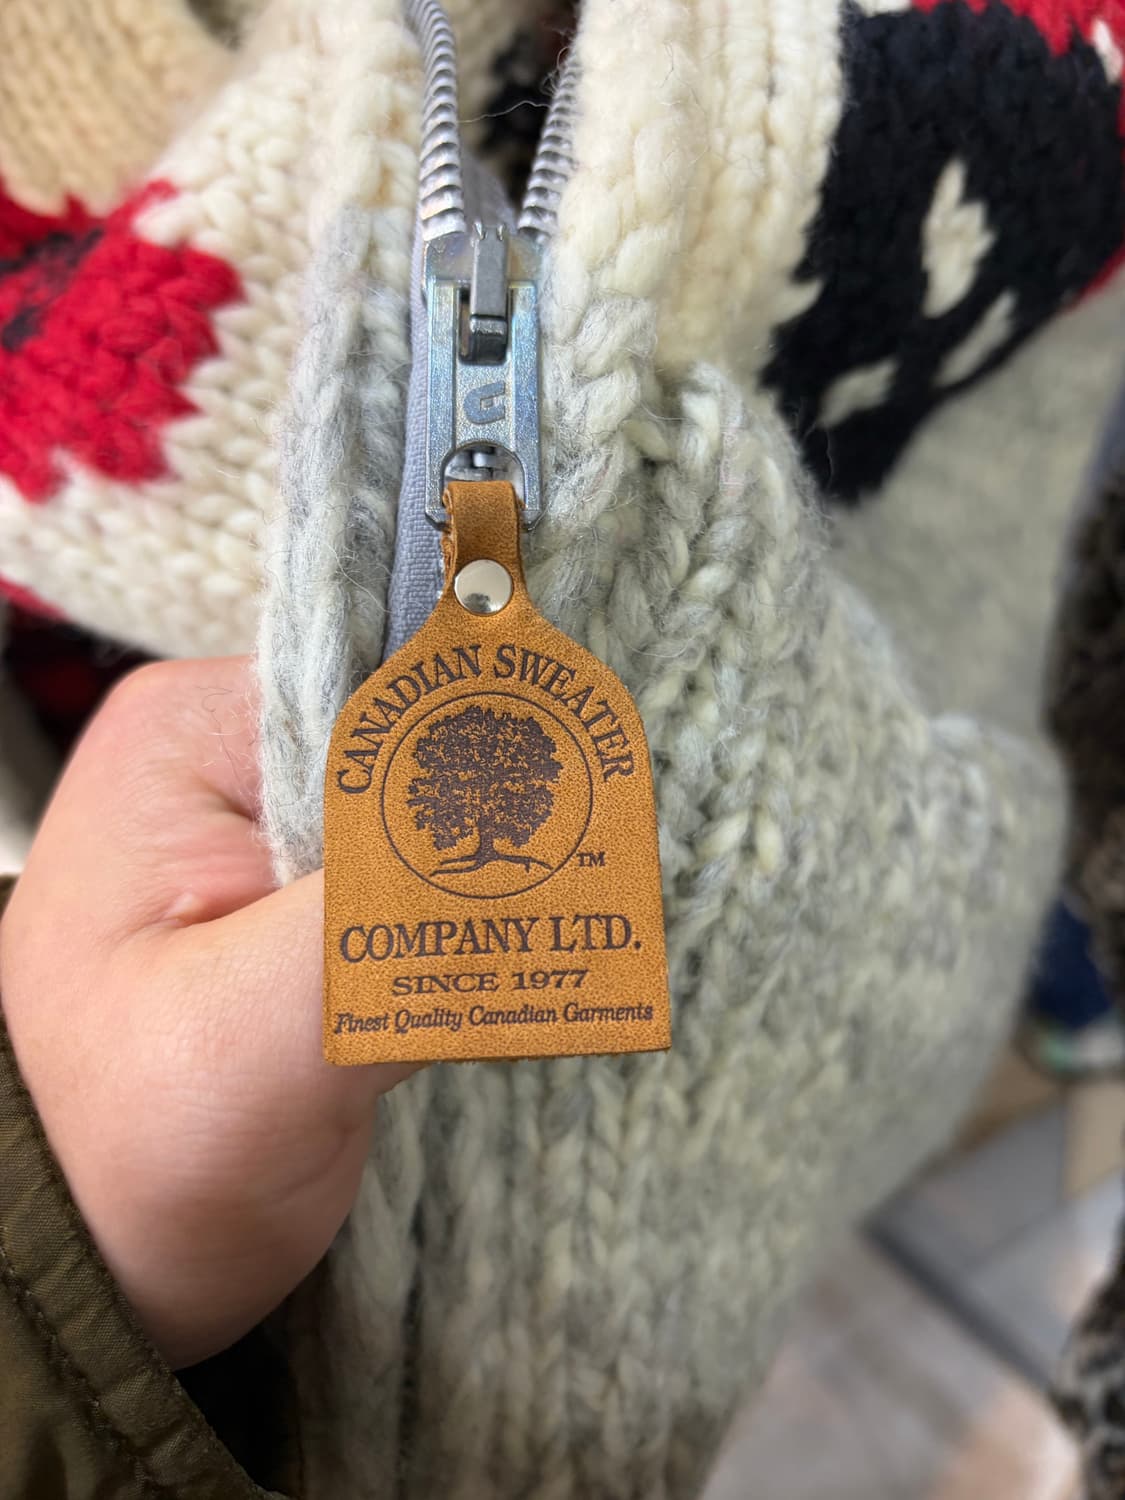 CANADIAN SWEATER
TM
COMPANY LTD.
SINCE 1977
Finest Quality Canadian Garments